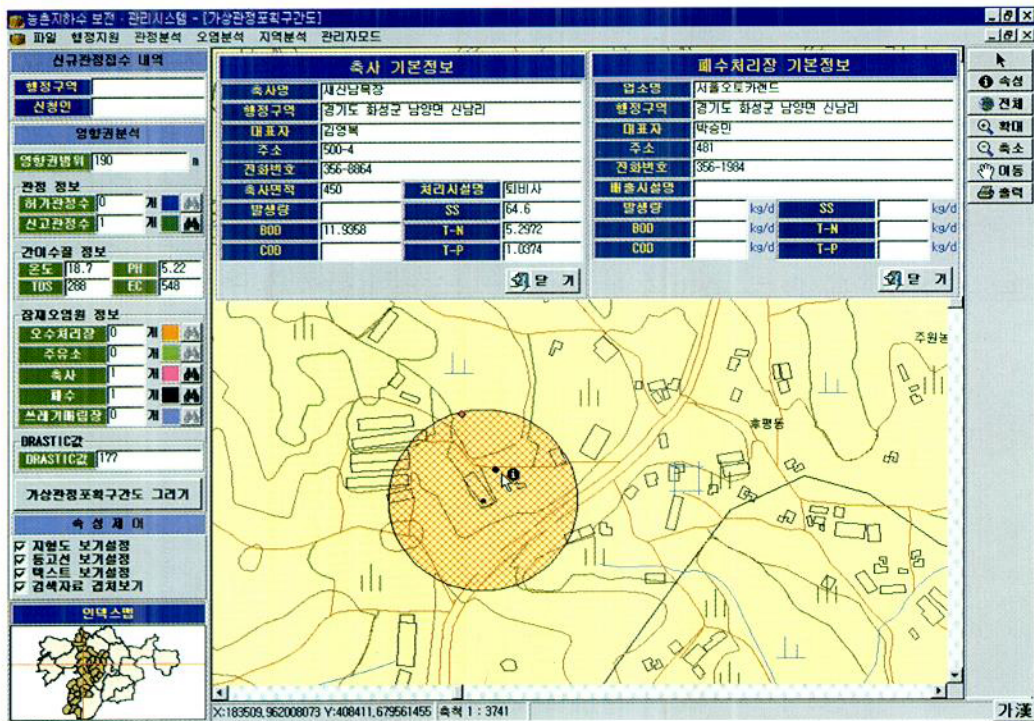 농촌지하수 보전·관리시스템 - [가상관정포획구간도]
파일 행정지원 관정분석 오염분석 지역분석 관리자모드
신규관정접수 내역
행정구역
신청인
영향권분석
영향권범위 190 m
관정 정보
허가관정수 0 개
신고관정수 1 개
간이수질 정보
온도 18.7 PH 5.22
TDS 288 EC 548
잠재오염원 정보
오수처리장 0 개
주유소 0 개
축사 1 개
폐수 1 개
쓰레기매립장 0 개
DRASTIC값
DRASTIC값 177
가상관정포획구간도 그리기
속성제어
지형도 보기설정
등고선 보기설정
텍스트 보기설정
검색자료 겹쳐보기
인덱스맵
축사 기본정보
축사명 새산남목장
행정구역 경기도 화성군 남양면 신남리
대표자 김영복
주소 500-4
전화번호 356-8864
축사면적 450 처리시설명 퇴비사
발생량 SS 64.6
BOD 11.9358 T-N 5.2972
COD T-P 1.0374
닫 기
폐수처리장 기본정보
업소명 서울오토카랜드
행정구역 경기도 화성군 남양면 신남리
대표자 박승민
주소 481
전화번호 356-1984
배출시설명
발생량 kg/d SS kg/d
BOD kg/d T-N kg/d
COD kg/d T-P kg/d
닫 기
주원농
후평동
속성
전체
확대
축소
이동
출력
X:183509.962008073 Y:408411.679561455 축척 1 : 3741
가漢